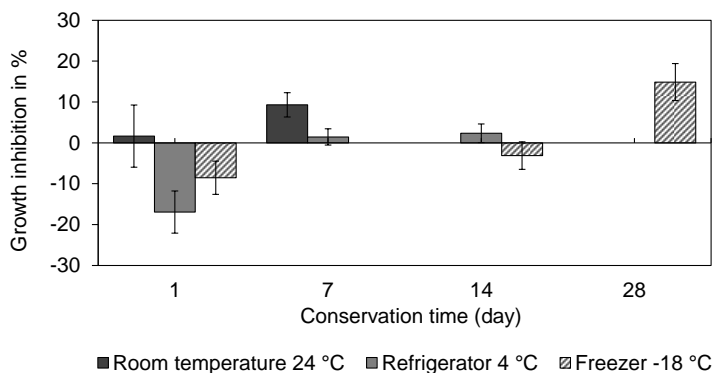 Growth inhibition in %
30
20
10
0
-10
-20
-30
1 7 14 28
Conservation time (day)
Room temperature 24 °C Refrigerator 4 °C Freezer -18 °C